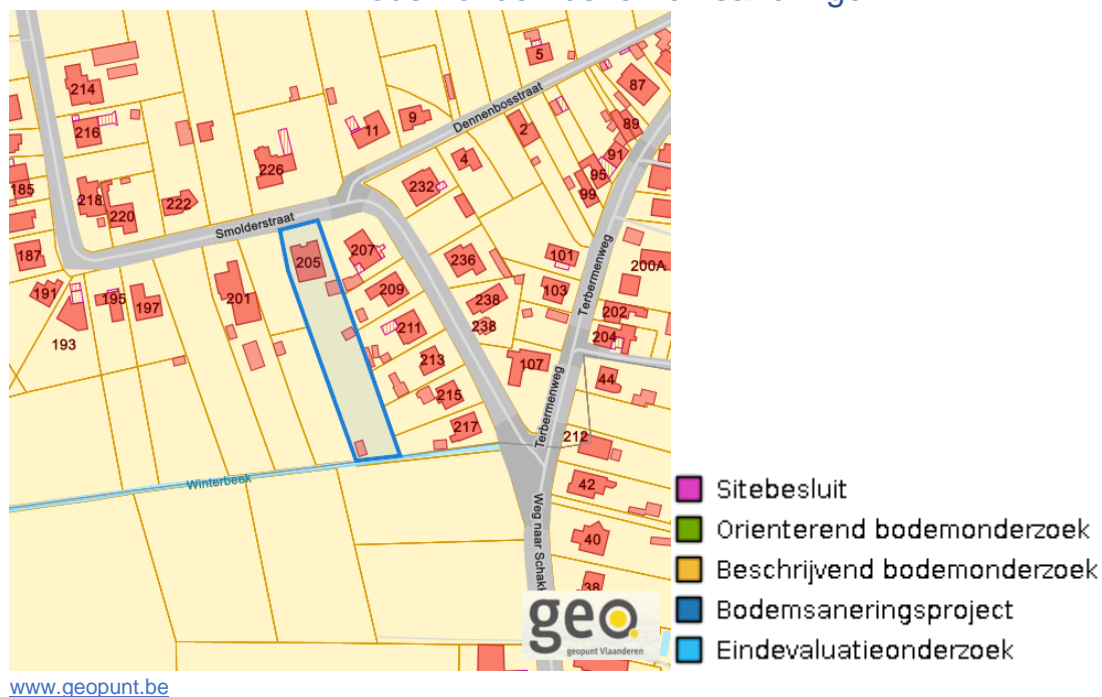 5
87
214
9
11
Dennenbosstraat
2
89
216
91
4
95
226
99
185
232
218
222
220
Smolderstraat
207
187
236
101
200A
205
Terbermenweg
191
195
197
201
209
103
238
202
211
238
204
193
213
107
44
215
Terbermenweg
217
212
Winterbeek
42
Sitebesluit
Weg naar Schakk
Orienterend bodemonderzoek
40
Beschrijvend bodemonderzoek
38
geo.
Bodemsaneringsproject
geopunt Vlaanderen
Eindevaluatieonderzoek
www.geopunt.be